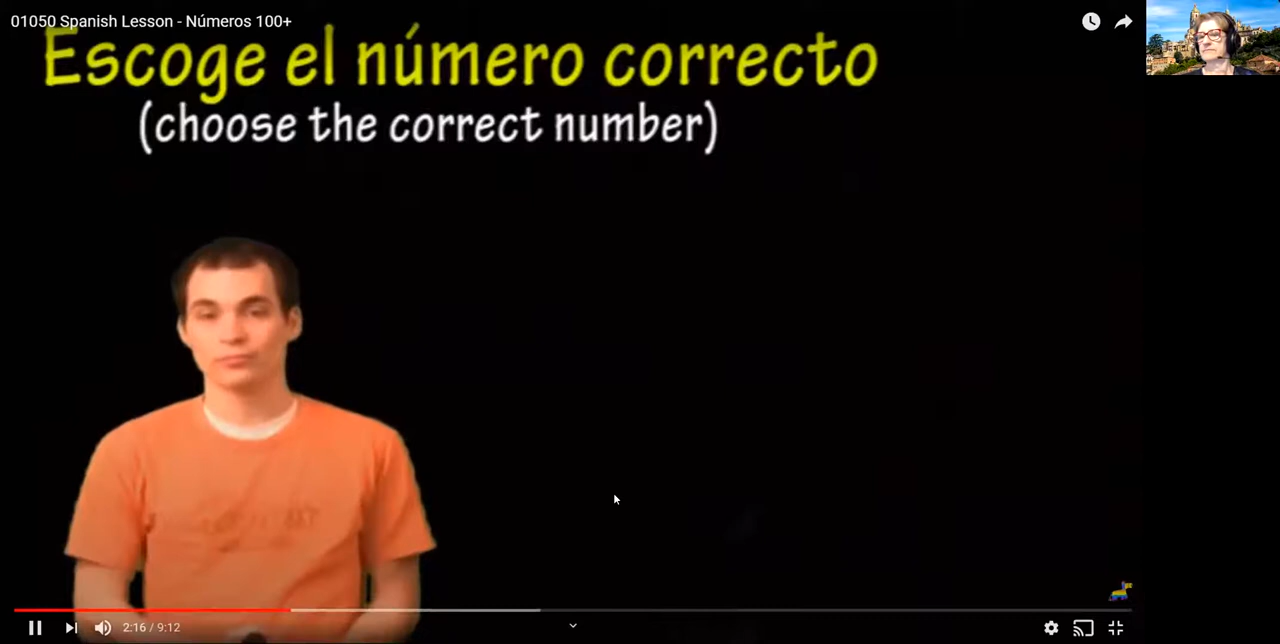 01050 Spanish Lesson - Números 100+
Escoge el número correcto
(choose the correct number)
2:16 / 9:12